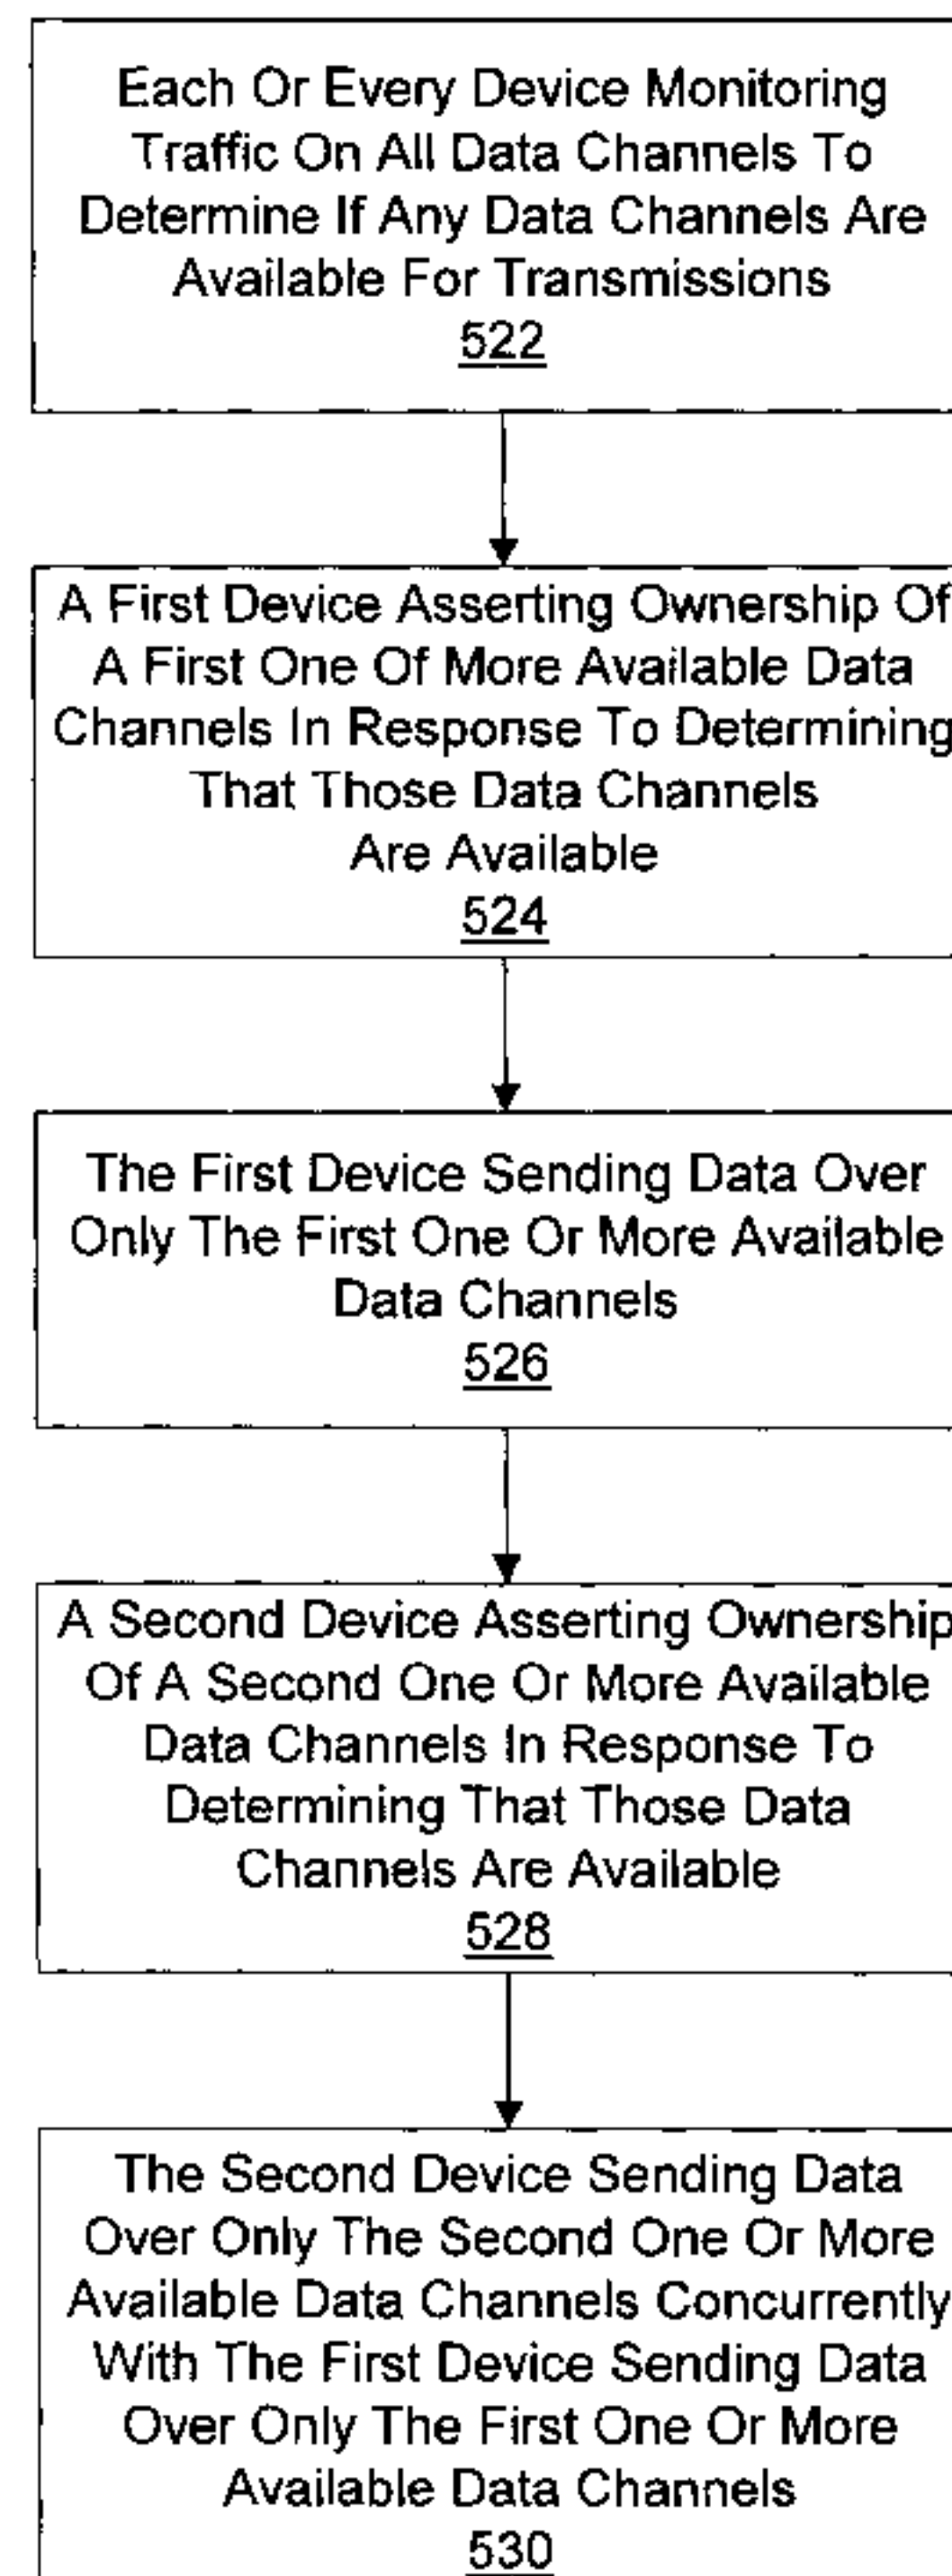 Each Or Every Device Monitoring
Traffic On All Data Channels To
Determine If Any Data Channels Are
Available For Transmissions
522
A First Device Asserting Ownership Of
A First One Of More Available Data
Channels In Response To Determining
That Those Data Channels
Are Available
524
The First Device Sending Data Over
Only The First One Or More Available
Data Channels
526
A Second Device Asserting Ownership
Of A Second One Or More Available
Data Channels In Response To
Determining That Those Data
Channels Are Available
528
The Second Device Sending Data
Over Only The Second One Or More
Available Data Channels Concurrently
With The First Device Sending Data
Over Only The First One Or More
Available Data Channels
530